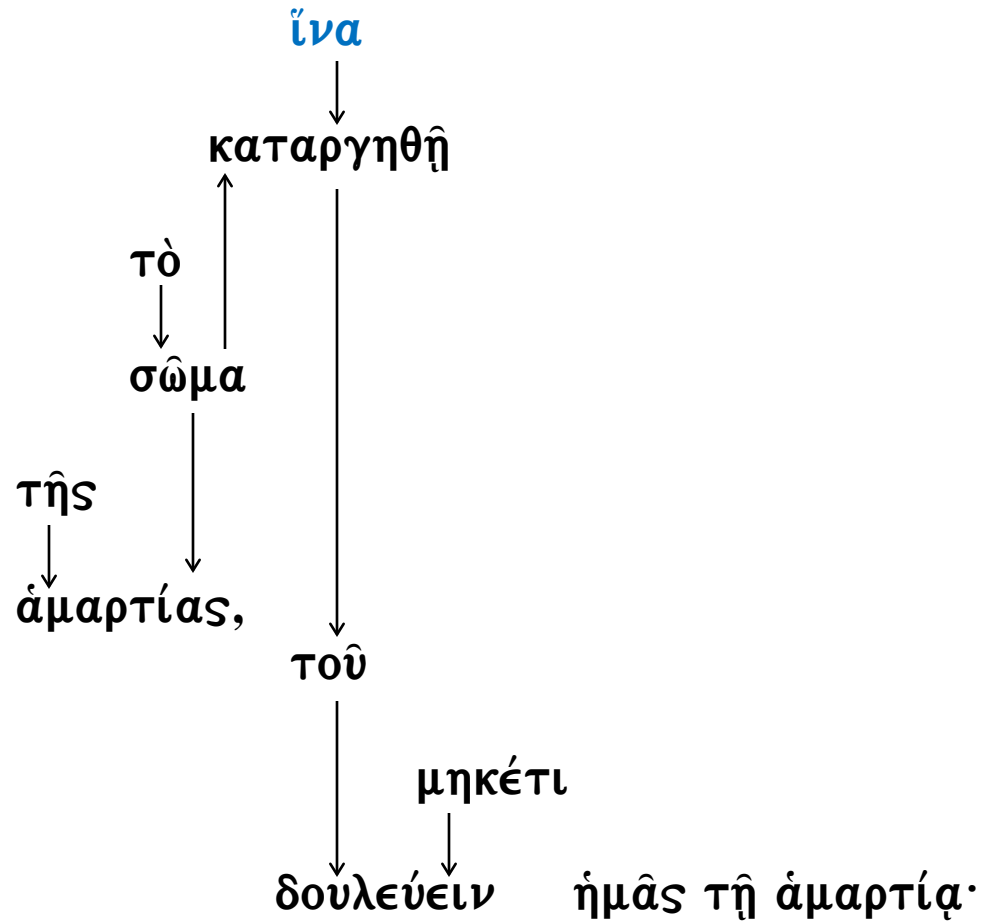 ἵνα
καταργηθῇ
τὸ
σῶμα
τῆς
ἁμαρτίας,
τοῦ
μηκέτι
δουλεύειν ἡμᾶς τῇ ἁμαρτίᾳ·